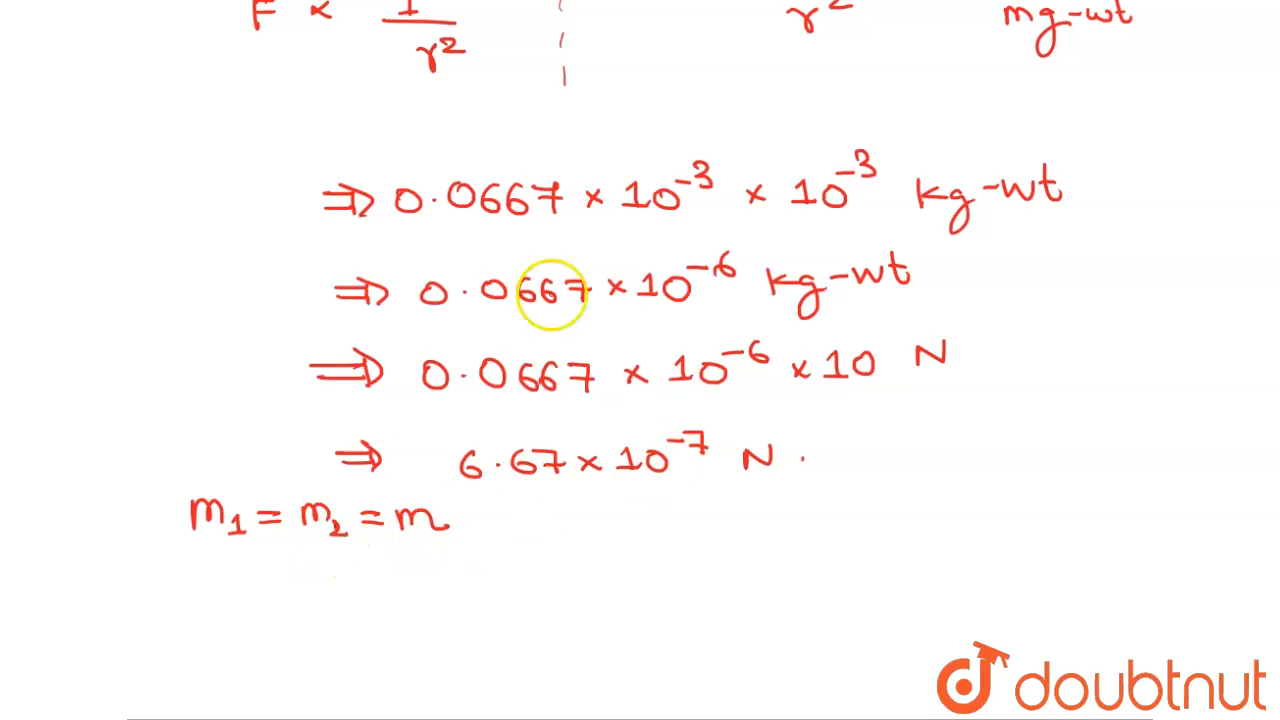 F ∝ 1/r² r² mg-wt
⇒ 0.0667 × 10⁻³ × 10⁻³ kg-wt
⇒ 0.0667 × 10⁻⁶ kg-wt
⇒ 0.0667 × 10⁻⁶ × 10 N
⇒ 6.67 × 10⁻⁷ N .
m₁ = m₂ = m
doubtnut